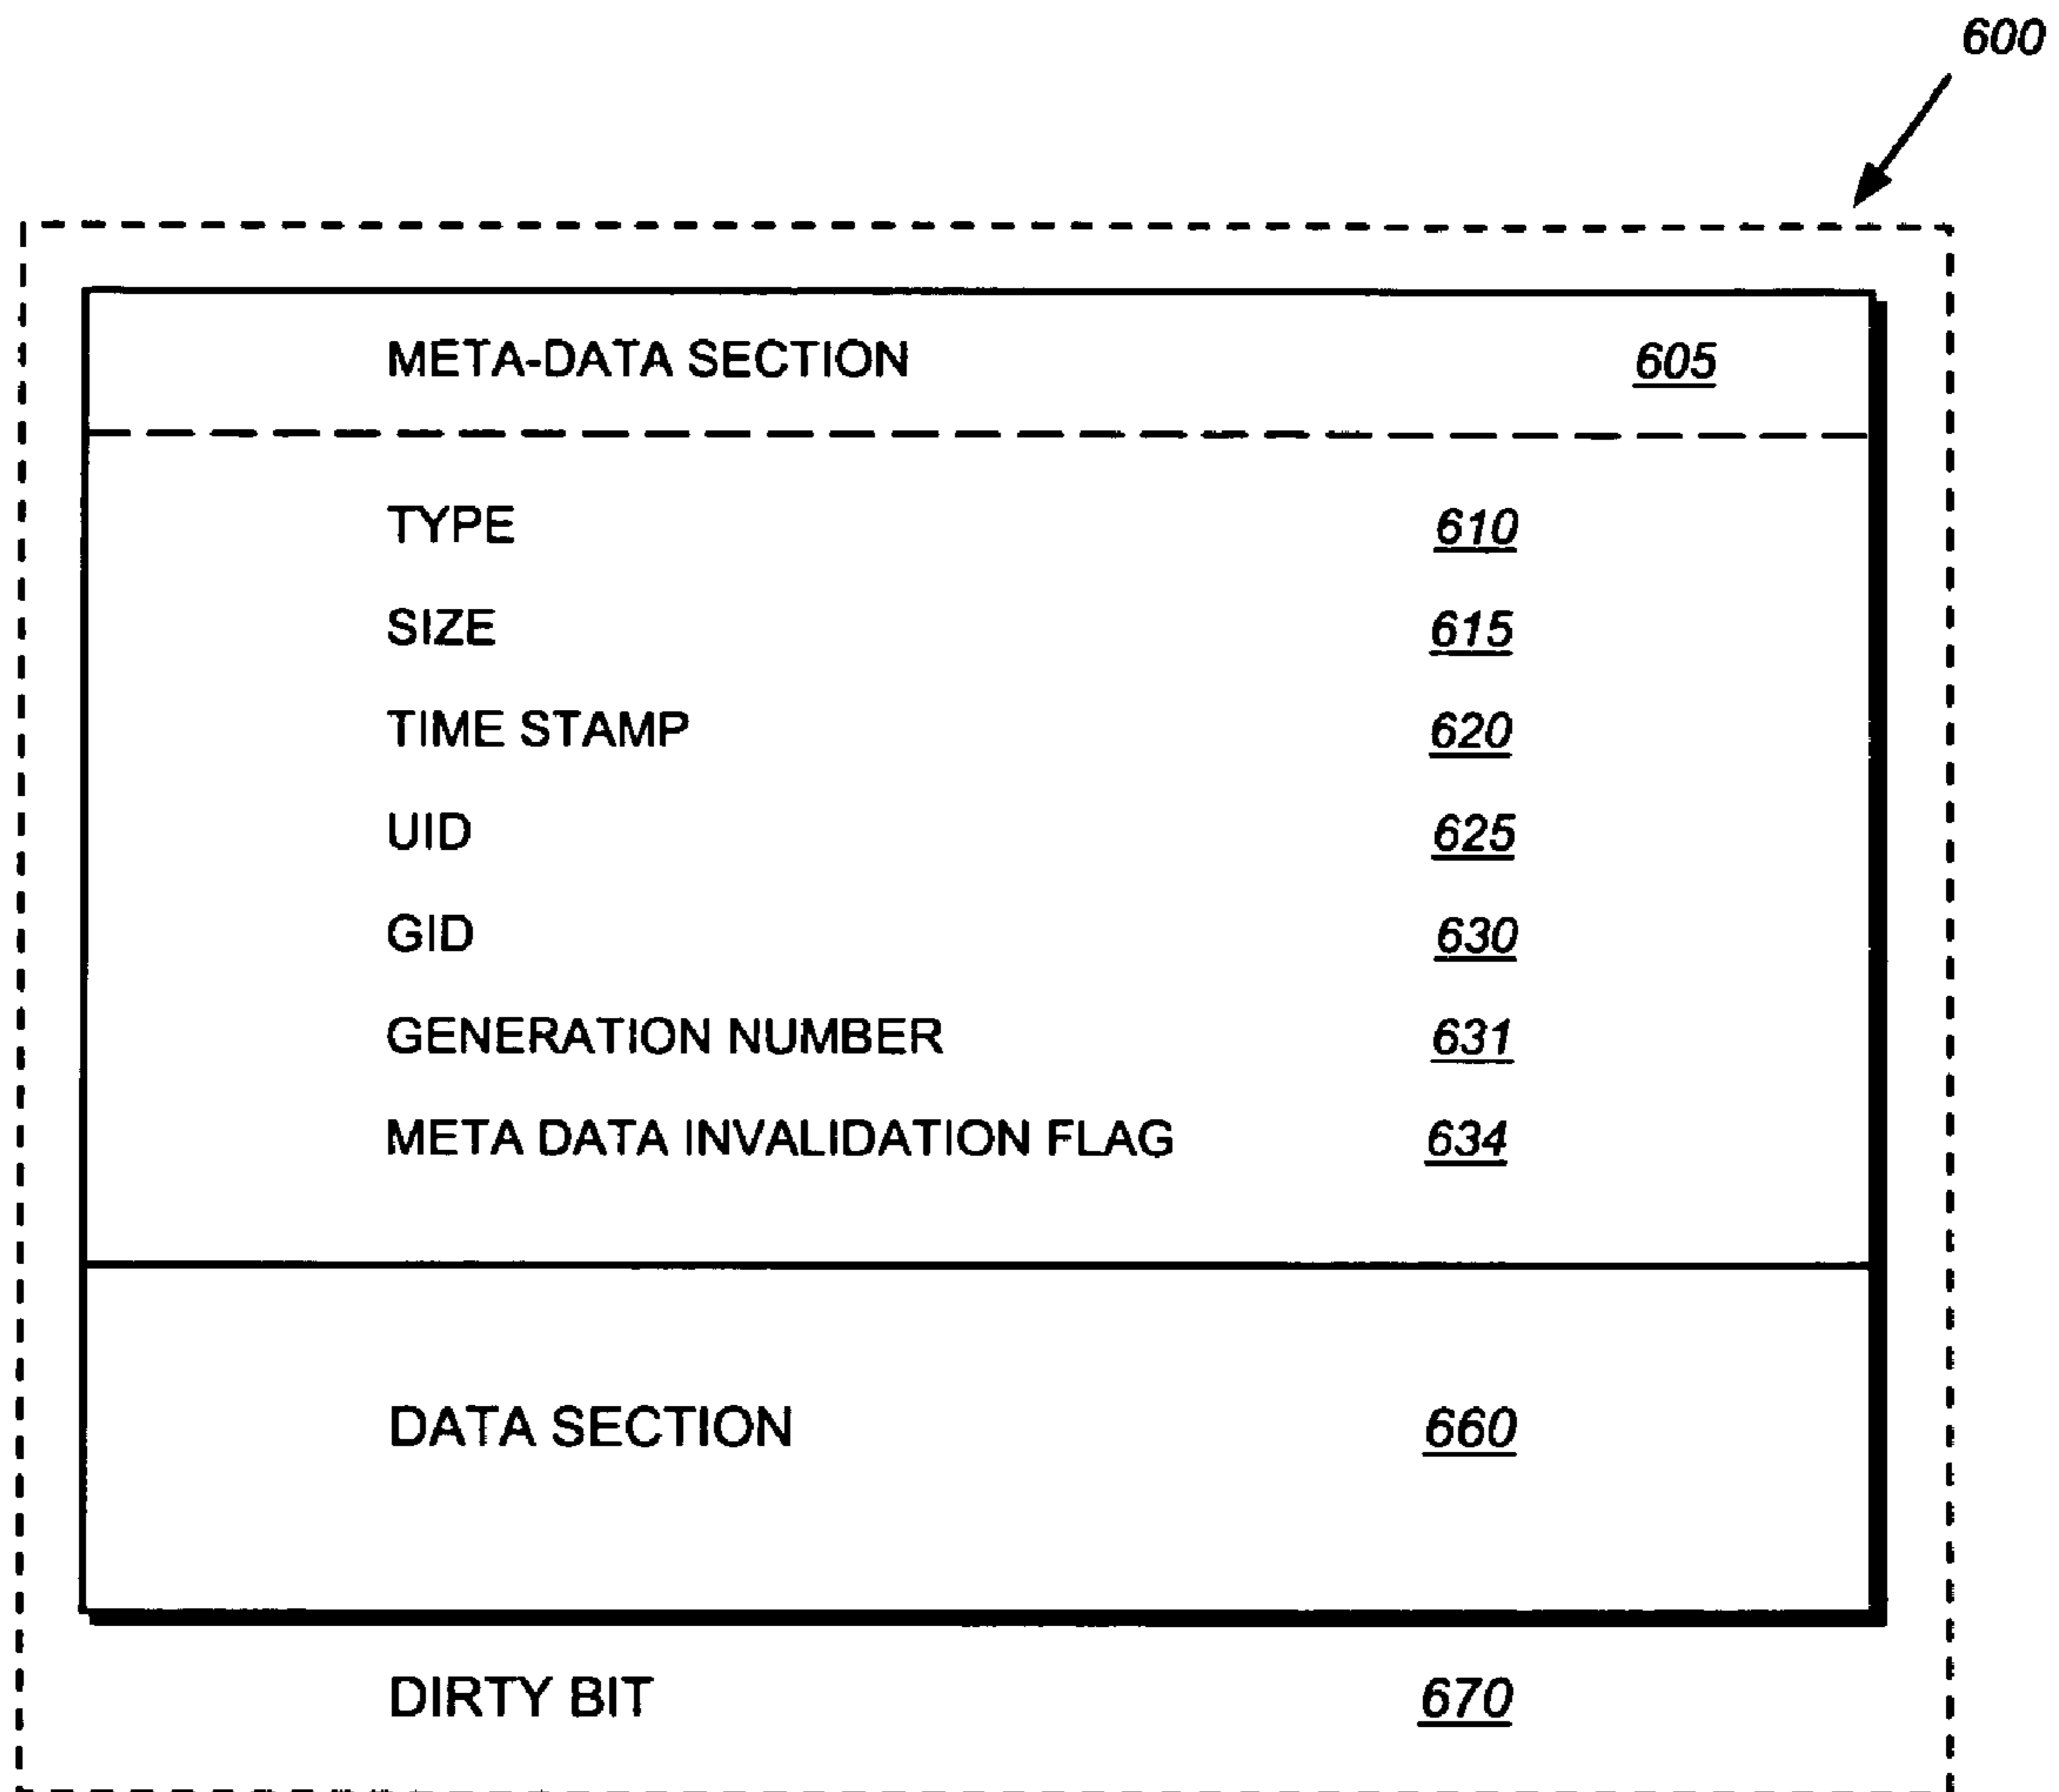 600
META-DATA SECTION 605
TYPE 610
SIZE 615
TIME STAMP 620
UID 625
GID 630
GENERATION NUMBER 631
META DATA INVALIDATION FLAG 634
DATA SECTION 660
DIRTY BIT 670